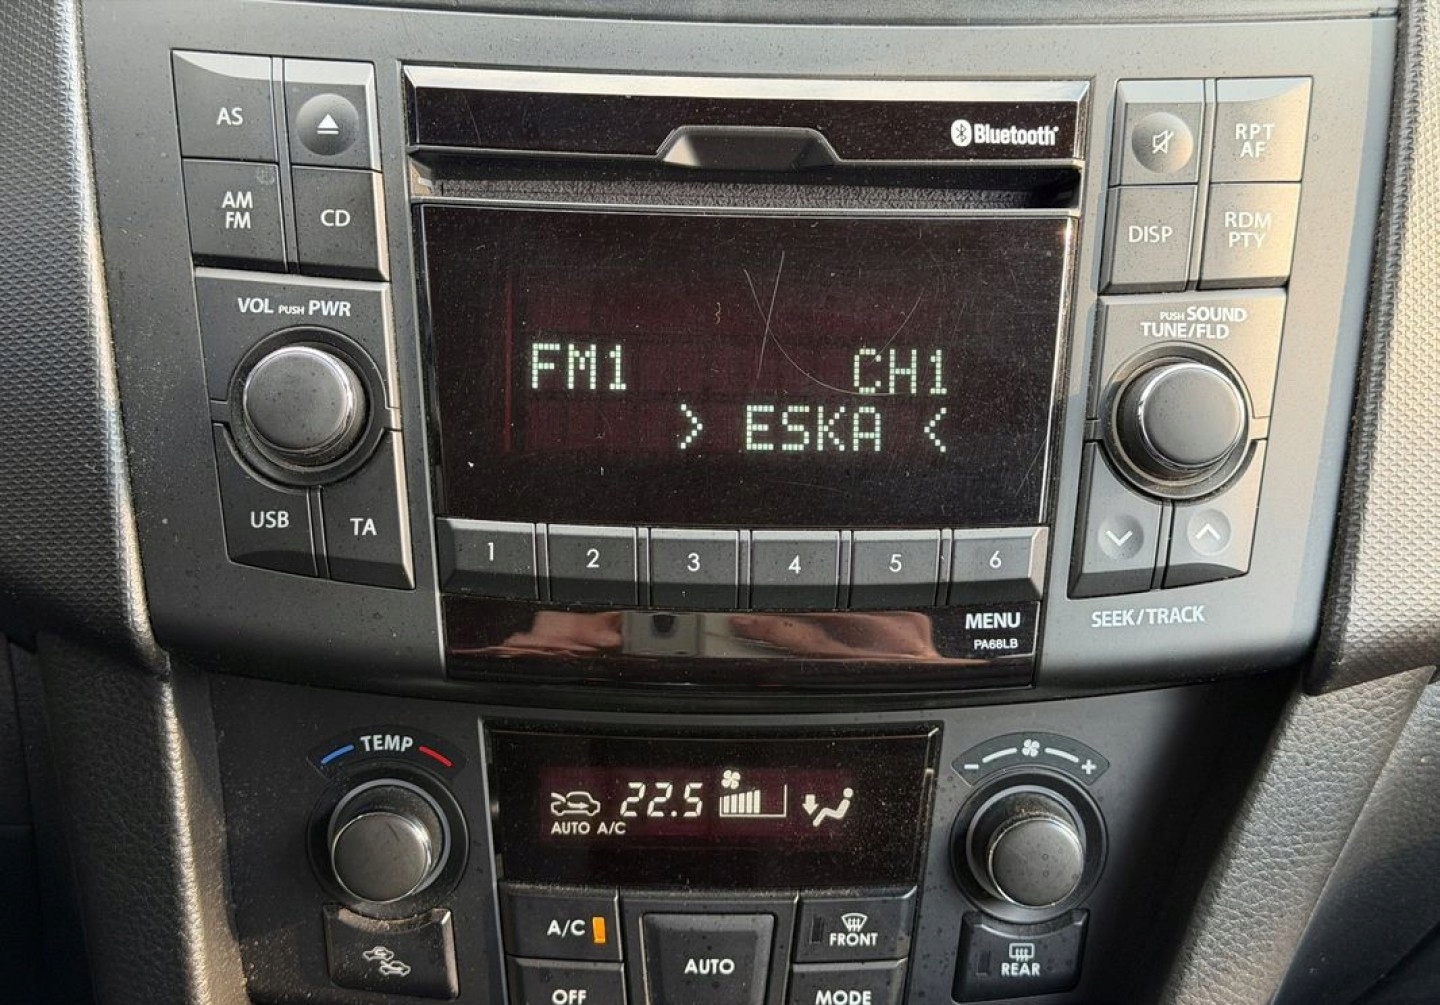 AS
AM
FM
CD
VOL PUSH PWR
USB
TA
Bluetooth
RPT
AF
DISP
RDM
PTY
PUSH SOUND
TUNE/FLD
FM1 CH1
> ESKA <
1 2 3 4 5 6
MENU
PA68LB
SEEK/TRACK
TEMP
22.5
AUTO A/C
- +
A/C
AUTO
FRONT
REAR
OFF
MODE